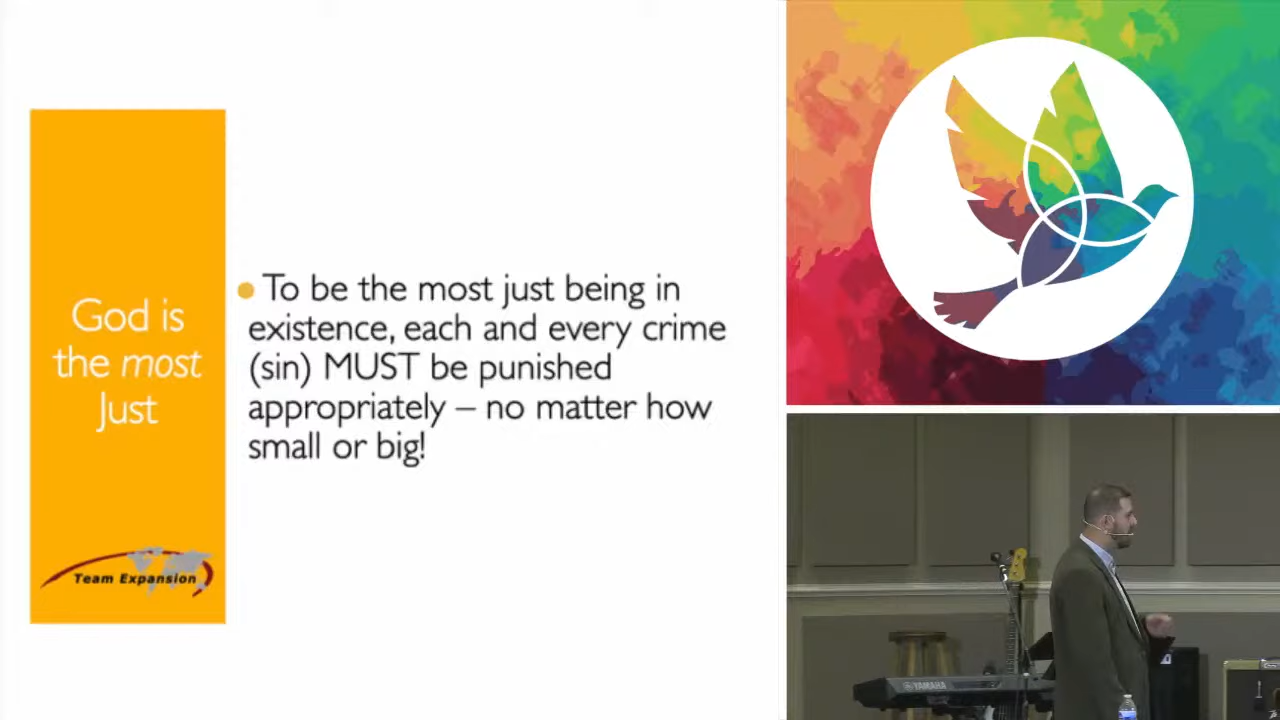 God is
the most
Just
Team Expansion
To be the most just being in
existence, each and every crime
(sin) MUST be punished
appropriately – no matter how
small or big!
YAMAHA